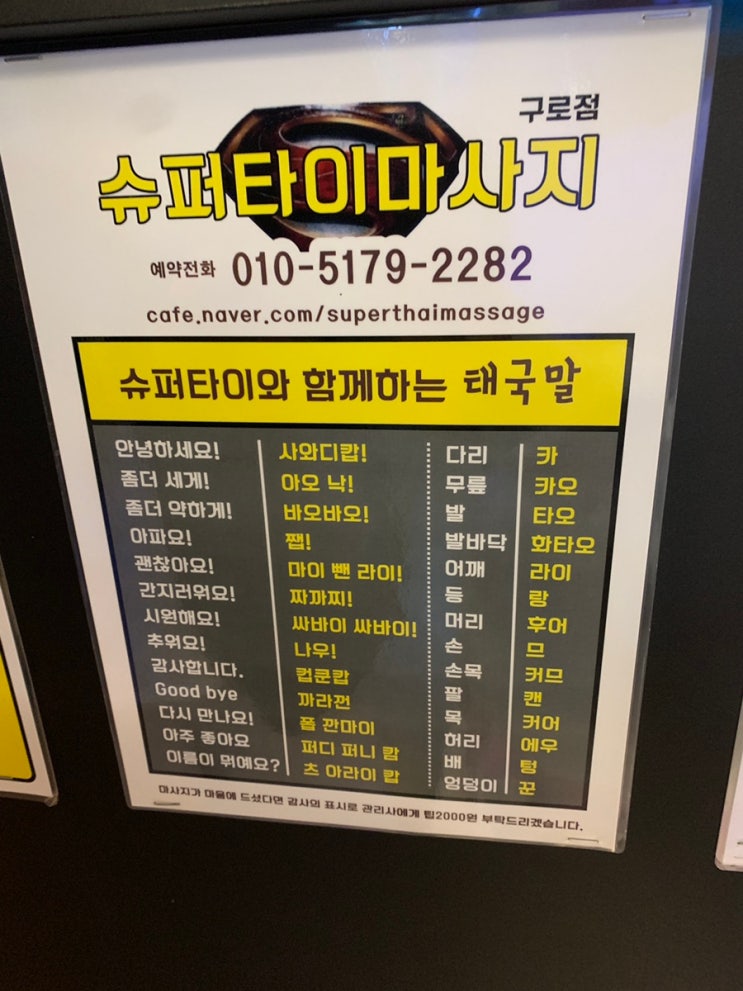 구로점
슈퍼타이마사지
예약전화 010-5179-2282
cafe.naver.com/superthaimassage
슈퍼타이와 함께하는 태국말
안녕하세요! 사와디캅! 다리 카
좀더 세게! 아오 낙! 무릎 카오
좀더 약하게! 바오바오! 발 타오
아파요! 쨉! 발바닥 화타오
괜찮아요! 마이 뺀 라이! 어깨 라이
간지러워요! 짜까찌! 등 랑
시원해요! 싸바이 싸바이! 머리 후어
추워요! 나우! 손 므
감사합니다. 컵쿤캅 손목 커므
Good bye 까라껀 팔 캔
다시 만나요! 폽 깐마이 목 커어
아주 좋아요 퍼디 퍼니 캄 허리 에우
이름이 뭐예요? 츠 아라이 캅 배 텅
엉덩이 꾼
마사지가 마음에 드셨다면 감사의 표시로 관리사에게 팁2000원 부탁드리겠습니다.